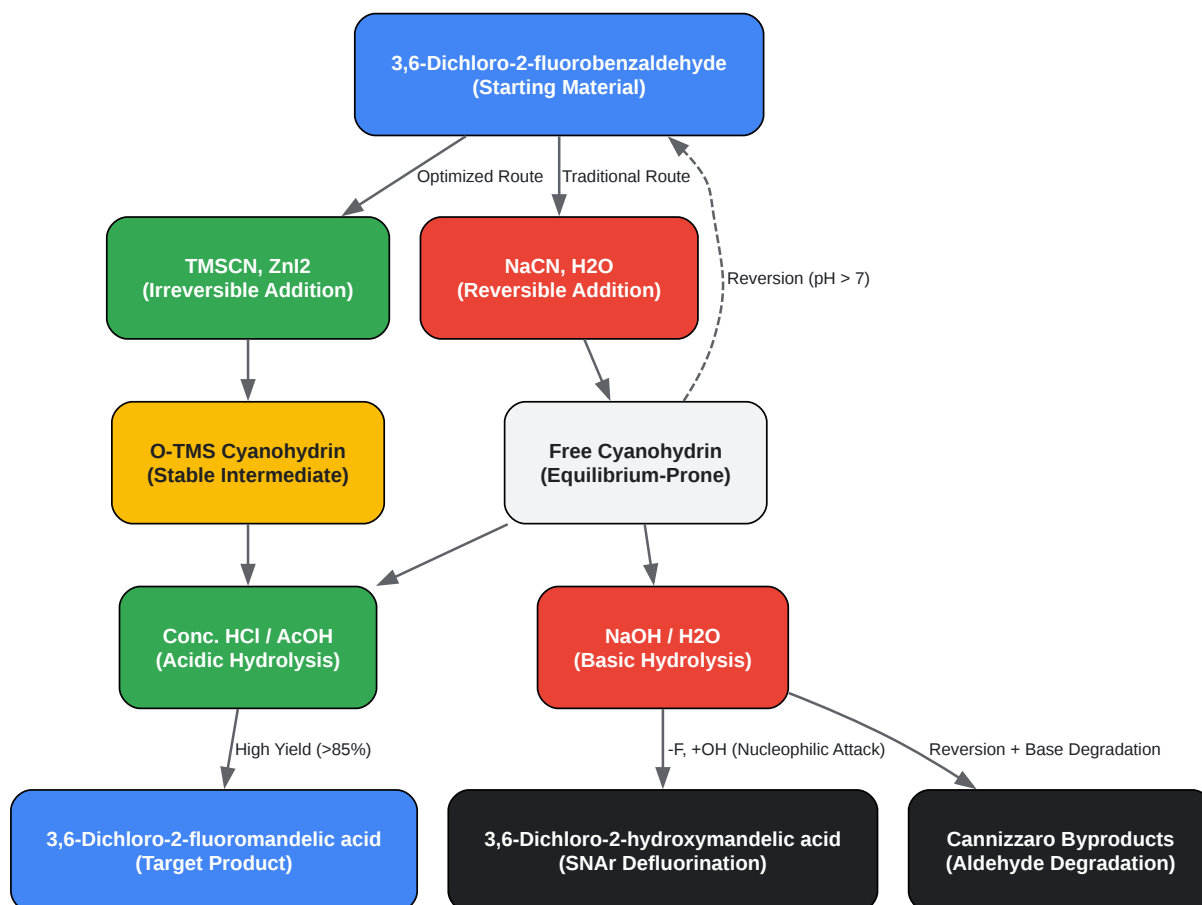 3,6-Dichloro-2-fluorobenzaldehyde
(Starting Material)
Optimized Route
Traditional Route
TMSCN, ZnI2
(Irreversible Addition)
NaCN, H2O
(Reversible Addition)
Reversion (pH > 7)
O-TMS Cyanohydrin
(Stable Intermediate)
Free Cyanohydrin
(Equilibrium-Prone)
Conc. HCl / AcOH
(Acidic Hydrolysis)
NaOH / H2O
(Basic Hydrolysis)
High Yield (>85%)
-F, +OH (Nucleophilic Attack)
Reversion + Base Degradation
3,6-Dichloro-2-fluoromandelic acid
(Target Product)
3,6-Dichloro-2-hydroxymandelic acid
(SNAr Defluorination)
Cannizzaro Byproducts
(Aldehyde Degradation)